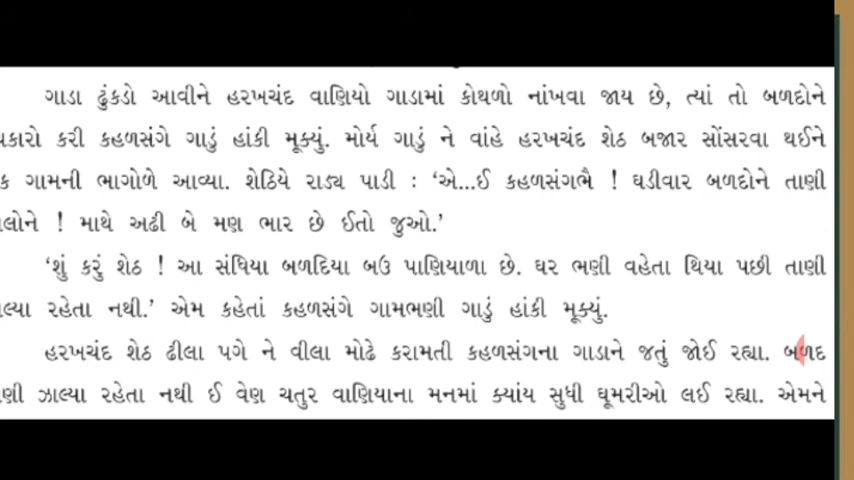 ગાડા ઢુંકડો આવીને હરખચંદ વાણિયો ગાડામાં કોથળો નાંખવા જાય છે, ત્યાં તો બળદોને
કરી કહળસંગે ગાડું હાંકી મૂક્યું. મોર્ય ગાડું ને વાંહે હરખચંદ શેઠ બજાર સોંસરવા થઈને
ગામની ભાગોળે આવ્યા. શેઠિયે રાડ્ય પાડી : ‘એ...ઈ કહળસંગભૈ ! ઘડીવાર બળદોને તાણી
! માથે અઢી બે મણ ભાર છે ઈતો જુઓ.’
‘શું કરું શેઠ ! આ સંધિયા બળદિયા બઉ પાણિયાળા છે. ઘર ભણી વહેતા થિયા પછી તાણી
રહેતા નથી.’ એમ કહેતાં કહળસંગે ગામભણી ગાડું હાંકી મૂક્યું.
હરખચંદ શેઠ ઢીલા પગે ને વીલા મોઢે કરામતી કહળસંગના ગાડાને જતું જોઈ રહ્યા. બળદ
ઝાલ્યા રહેતા નથી ઈ વેણ ચતુર વાણિયાના મનમાં ક્યાંય સુધી ઘૂમરીઓ લઈ રહ્યા. એમને